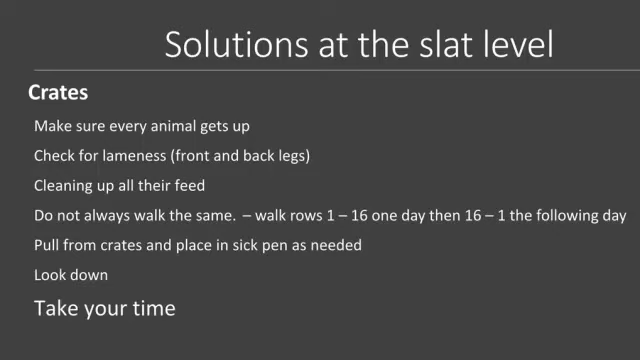 Solutions at the slat level
Crates
Make sure every animal gets up
Check for lameness (front and back legs)
Cleaning up all their feed
Do not always walk the same. – walk rows 1 – 16 one day then 16 – 1 the following day
Pull from crates and place in sick pen as needed
Look down
Take your time